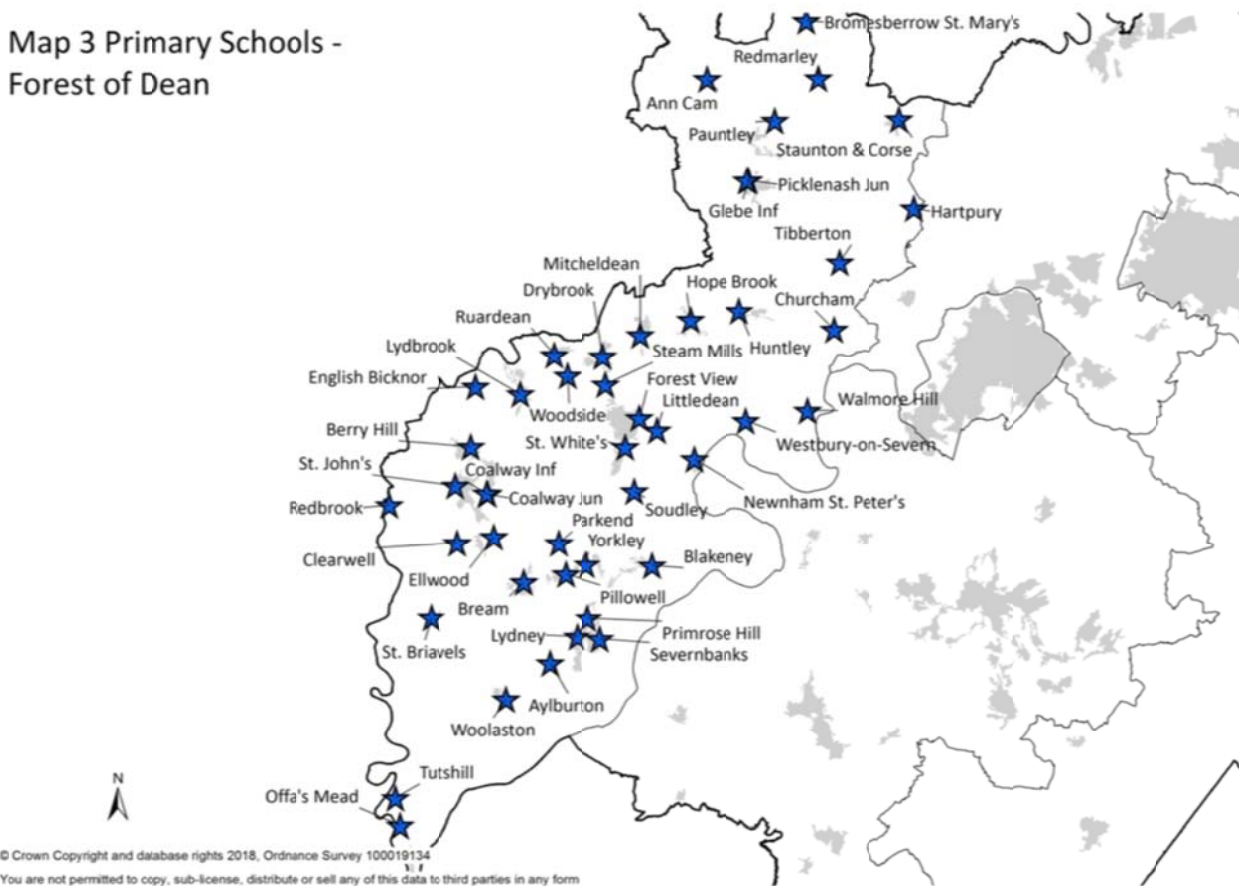 Map 3 Primary Schools -
Forest of Dean
Bromesberrow St. Mary's
Redmarley
Ann Cam
Pauntley
Staunton & Corse
Picklenash Jun
Glebe Inf
Hartpury
Tibberton
Mitcheldean
Hope Brook
Drybrook
Churcham
Ruardean
Lydbrook
Steam Mills
Huntley
English Bicknor
Forest View
Littledean
Walmore Hill
Woodside
Berry Hill
St. White's
Westbury-on-Severn
St. John's
Coalway Inf
Coalway Jun
Newnham St. Peter's
Redbrook
Soudley
Parkend
Yorkley
Clearwell
Blakeney
Ellwood
Pillowell
Bream
Lydney
Primrose Hill
St. Briavels
Severnbanks
Aylburton
Woolaston
Tutshill
N
Offa's Mead
© Crown Copyright and database rights 2018, Ordnance Survey 100019134
You are not permitted to copy, sub-license, distribute or sell any of this data to third parties in any form